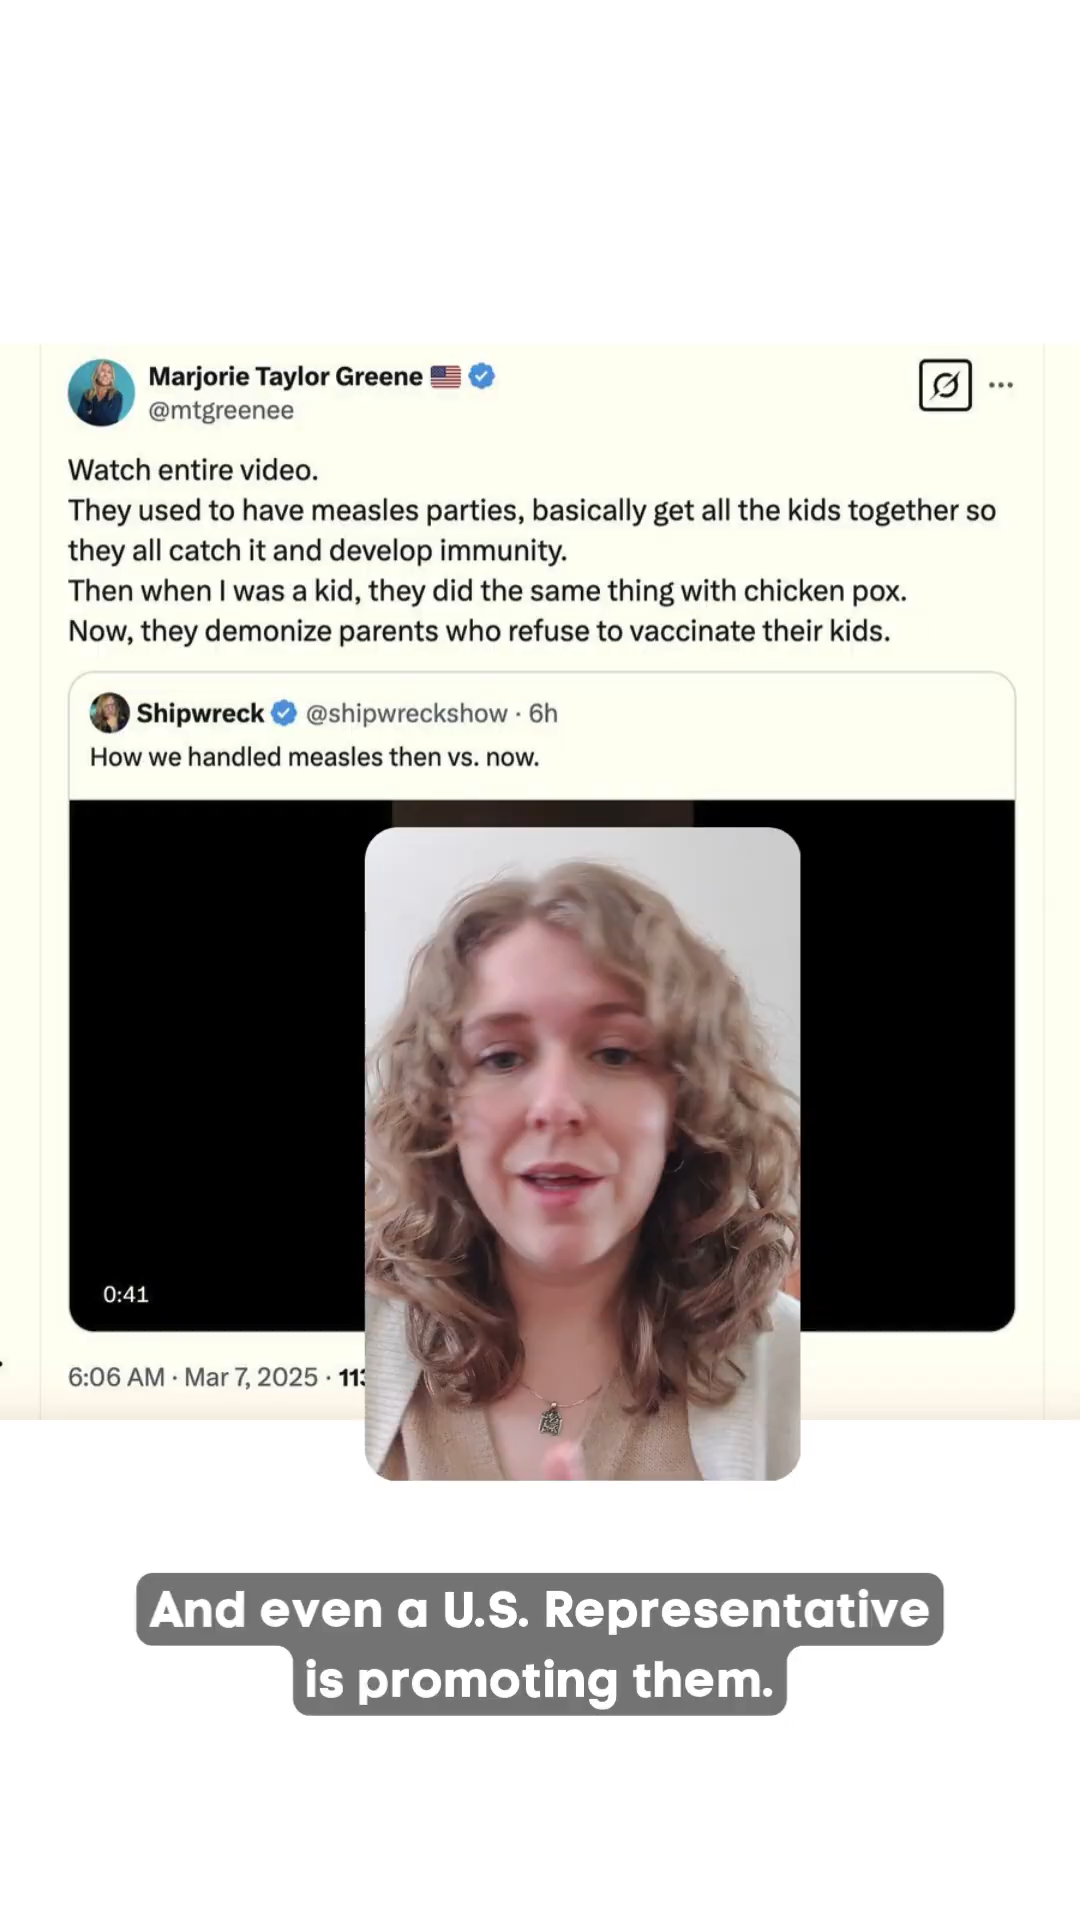 Marjorie Taylor Greene 🇺🇸
@mtgreenee
Watch entire video.
They used to have measles parties, basically get all the kids together so
they all catch it and develop immunity.
Then when I was a kid, they did the same thing with chicken pox.
Now, they demonize parents who refuse to vaccinate their kids.
Shipwreck @shipwreckshow · 6h
How we handled measles then vs. now.
0:41
6:06 AM · Mar 7, 2025 ·
And even a U.S. Representative
is promoting them.